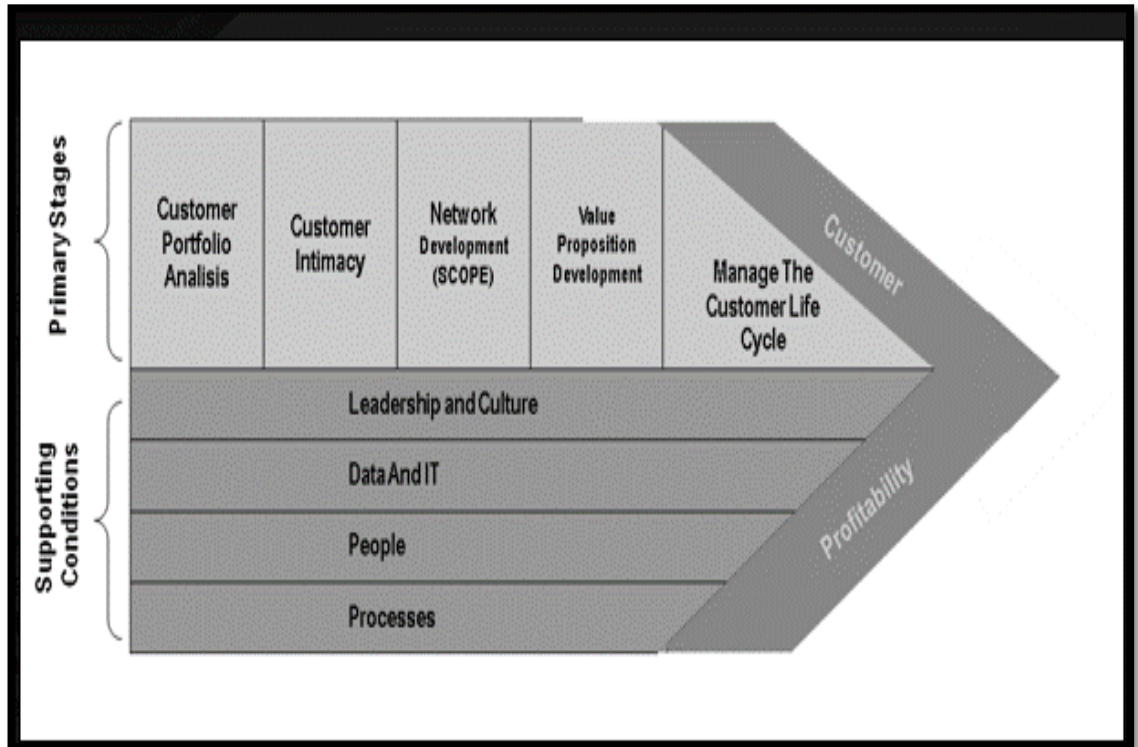 Primary Stages
Customer
Portfolio
Analisis
Customer
Intimacy
Network
Development
(SCOPE)
Value
Proposition
Development
Manage The
Customer Life
Cycle
Customer
Supporting
Conditions
Leadership and Culture
Data And IT
People
Processes
Profitability